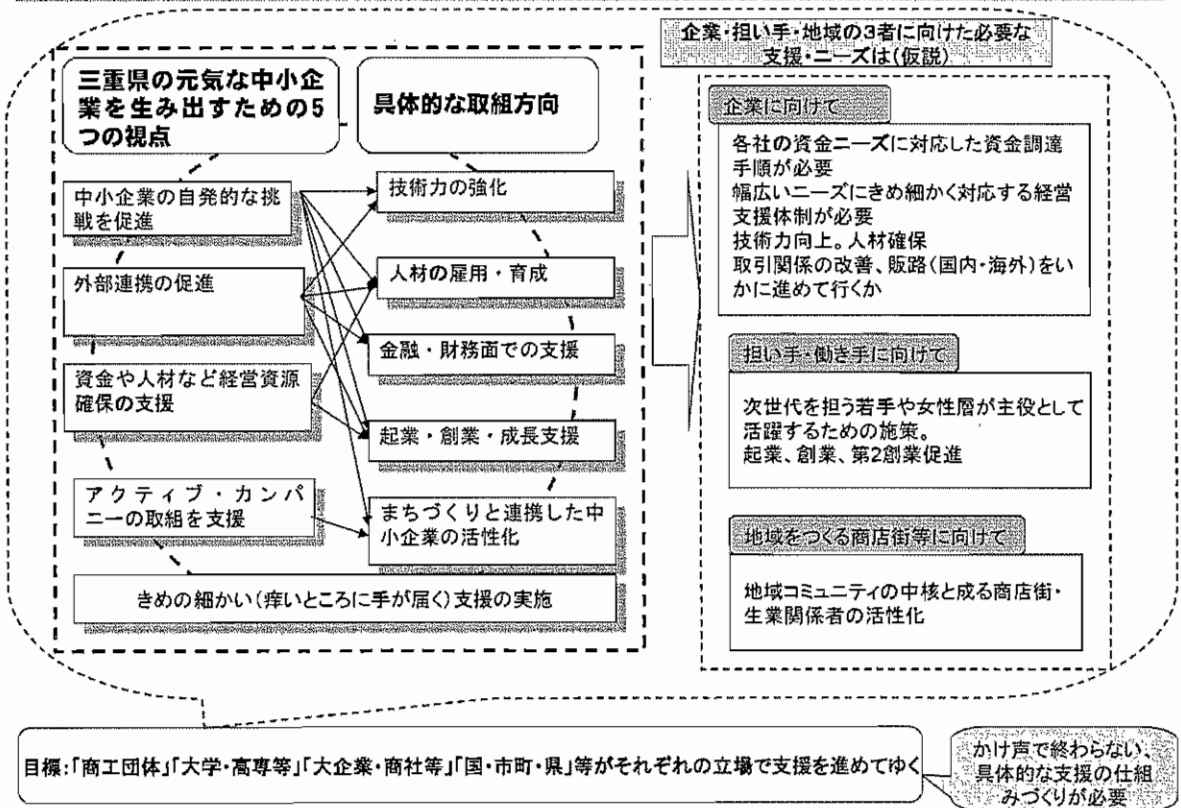 企業・担い手・地域の3者に向けた必要な
支援・ニーズは(仮説)
三重県の元気な中小企
業を生み出すための5
つの視点
具体的な取組方向
中小企業の自発的な挑
戦を促進
外部連携の促進
資金や人材など経営資源
確保の支援
アクティブ・カンパ
ニーの取組を支援
技術力の強化
人材の雇用・育成
金融・財務面での支援
起業・創業・成長支援
まちづくりと連携した中
小企業の活性化
きめの細かい(痒いところに手が届く)支援の実施
企業に向けて
各社の資金ニーズに対応した資金調達
手順が必要
幅広いニーズにきめ細かく対応する経営
支援体制が必要
技術力向上。人材確保
取引関係の改善、販路(国内・海外)をい
かに進めて行くか
担い手・働き手に向けて
次世代を担う若手や女性層が主役として
活躍するための施策。
起業、創業、第2創業促進
地域をつくる商店街等に向けて
地域コミュニティの中核と成る商店街・
生業関係者の活性化
目標:「商工団体」「大学・高専等」「大企業・商社等」「国・市町・県」等がそれぞれの立場で支援を進めてゆく
かけ声で終わらない、
具体的な支援の仕組
みづくりが必要